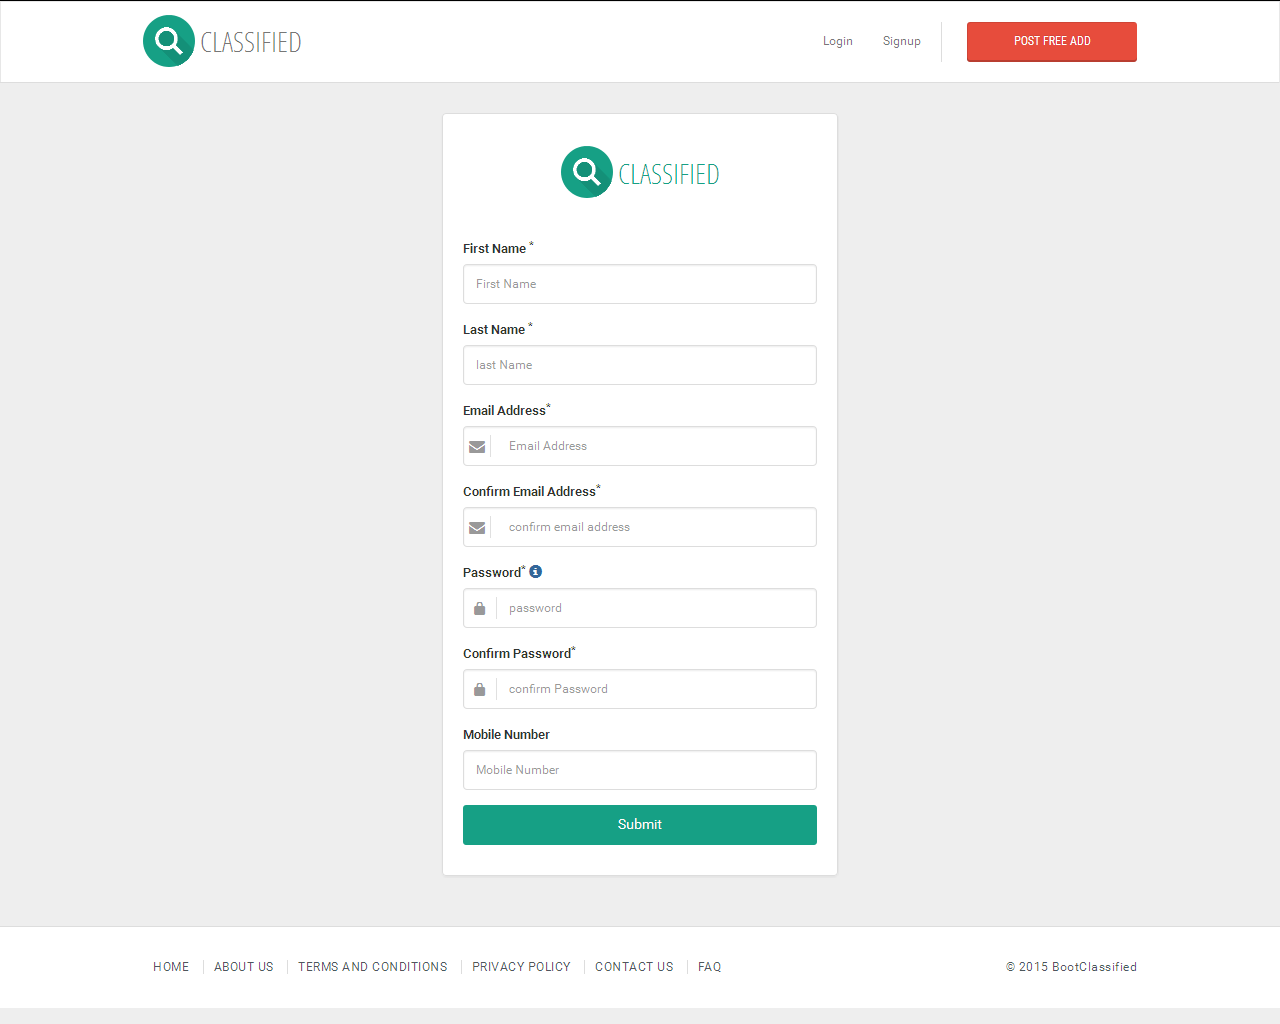 CLASSIFIED
Login Signup POST FREE ADD
CLASSIFIED
First Name *
First Name
Last Name *
last Name
Email Address*
Email Address
Confirm Email Address*
confirm email address
Password*
password
Confirm Password*
confirm Password
Mobile Number
Mobile Number
Submit
HOME ABOUT US TERMS AND CONDITIONS PRIVACY POLICY CONTACT US FAQ © 2015 BootClassified